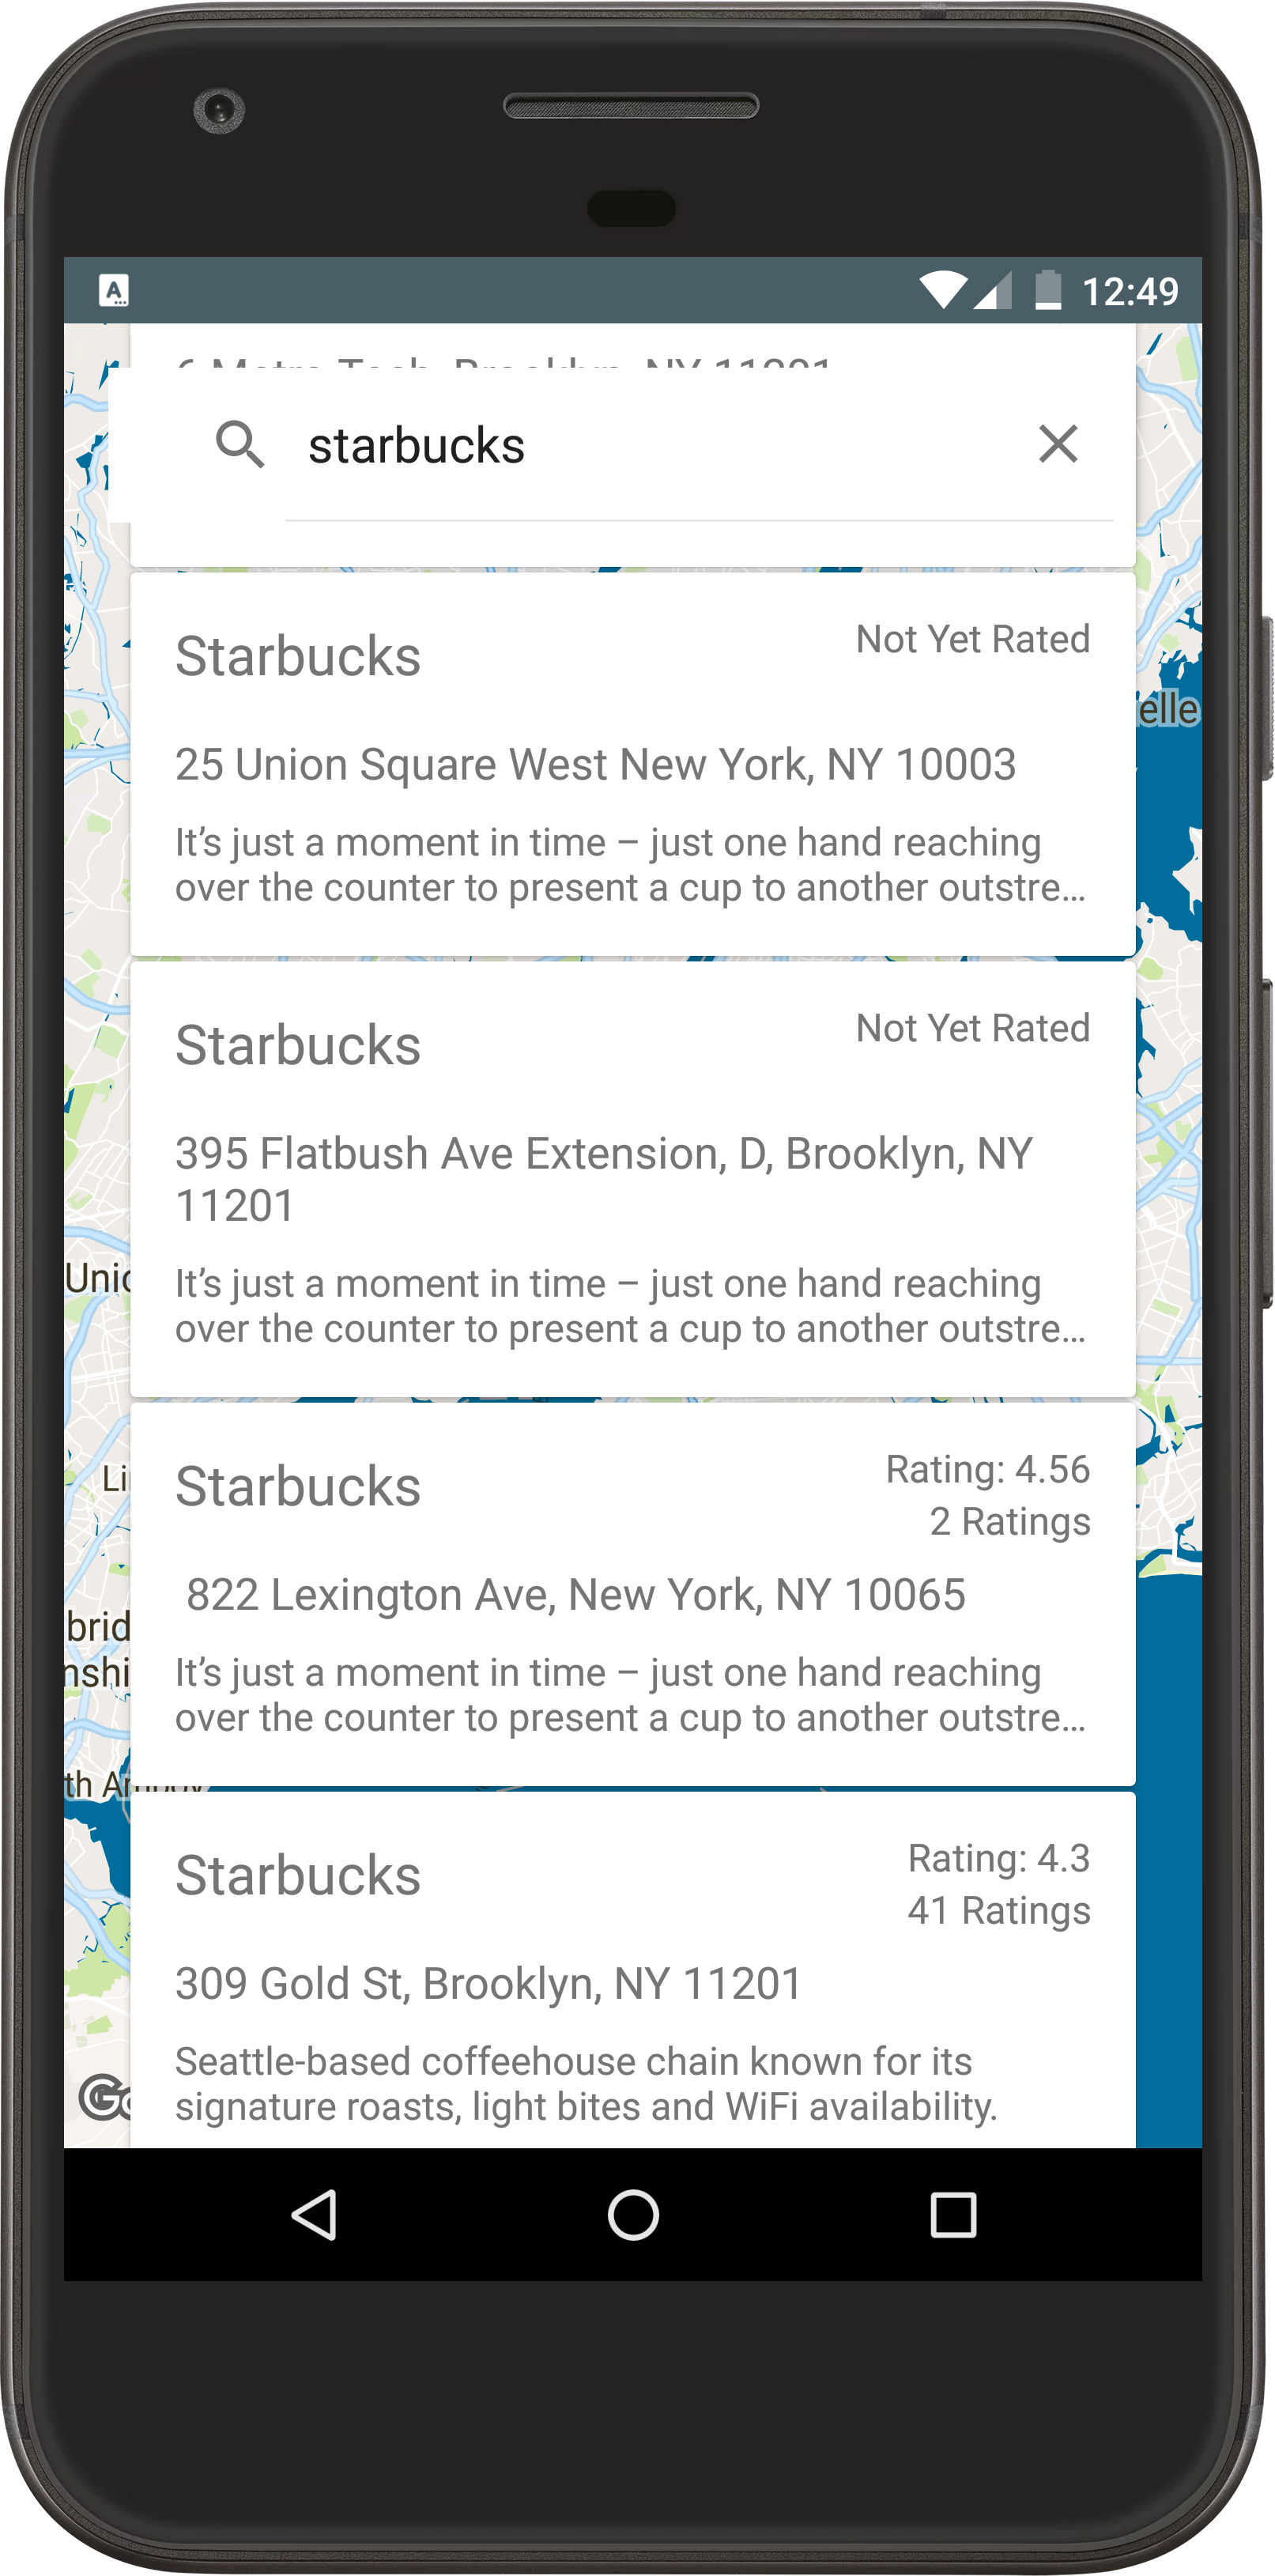 A
12:49
6 Metro Tech, Brooklyn, NY 11201
starbucks
Starbucks
Not Yet Rated
25 Union Square West New York, NY 10003
It’s just a moment in time – just one hand reaching
over the counter to present a cup to another outstre…
elle
Starbucks
Not Yet Rated
395 Flatbush Ave Extension, D, Brooklyn, NY
11201
It’s just a moment in time – just one hand reaching
over the counter to present a cup to another outstre…
Starbucks
Rating: 4.56
2 Ratings
822 Lexington Ave, New York, NY 10065
It’s just a moment in time – just one hand reaching
over the counter to present a cup to another outstre…
brid
nshi
Starbucks
Rating: 4.3
41 Ratings
309 Gold St, Brooklyn, NY 11201
Seattle-based coffeehouse chain known for its
signature roasts, light bites and WiFi availability.